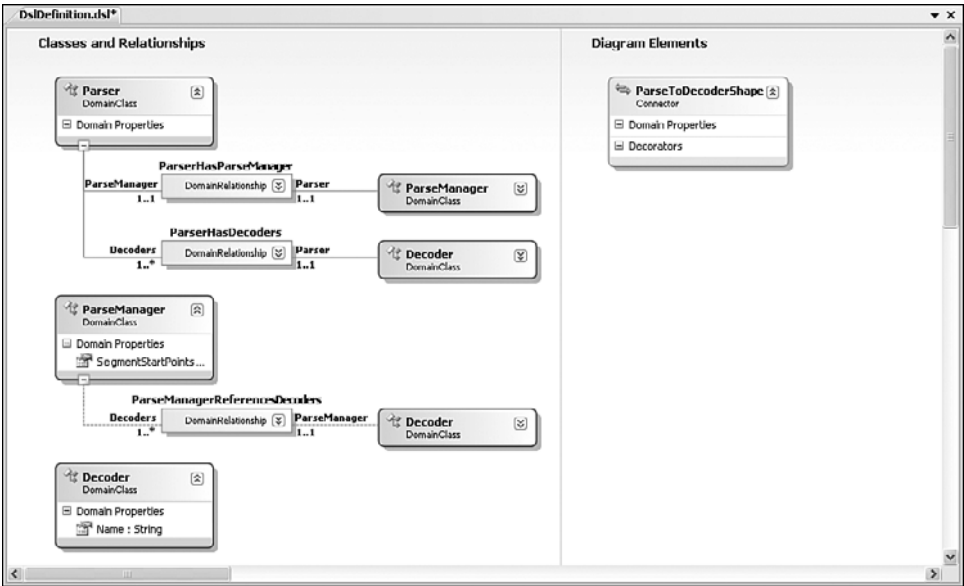 DslDefinition.dsl*
Classes and Relationships
Diagram Elements
Parser
DomainClass
Domain Properties
ParserHasParseManager
ParseManager
DomainRelationship
Parser
1..1
1..1
ParseManager
DomainClass
ParserHasDecoders
Decoders
DomainRelationship
Parser
1..*
1..1
Decoder
DomainClass
ParseManager
DomainClass
Domain Properties
SegmentStartPoints...
ParseManagerReferencesDecoders
Decoders
DomainRelationship
ParseManager
1..*
1..1
Decoder
DomainClass
Decoder
DomainClass
Domain Properties
Name : String
ParseToDecoderShape
Connector
Domain Properties
Decorators